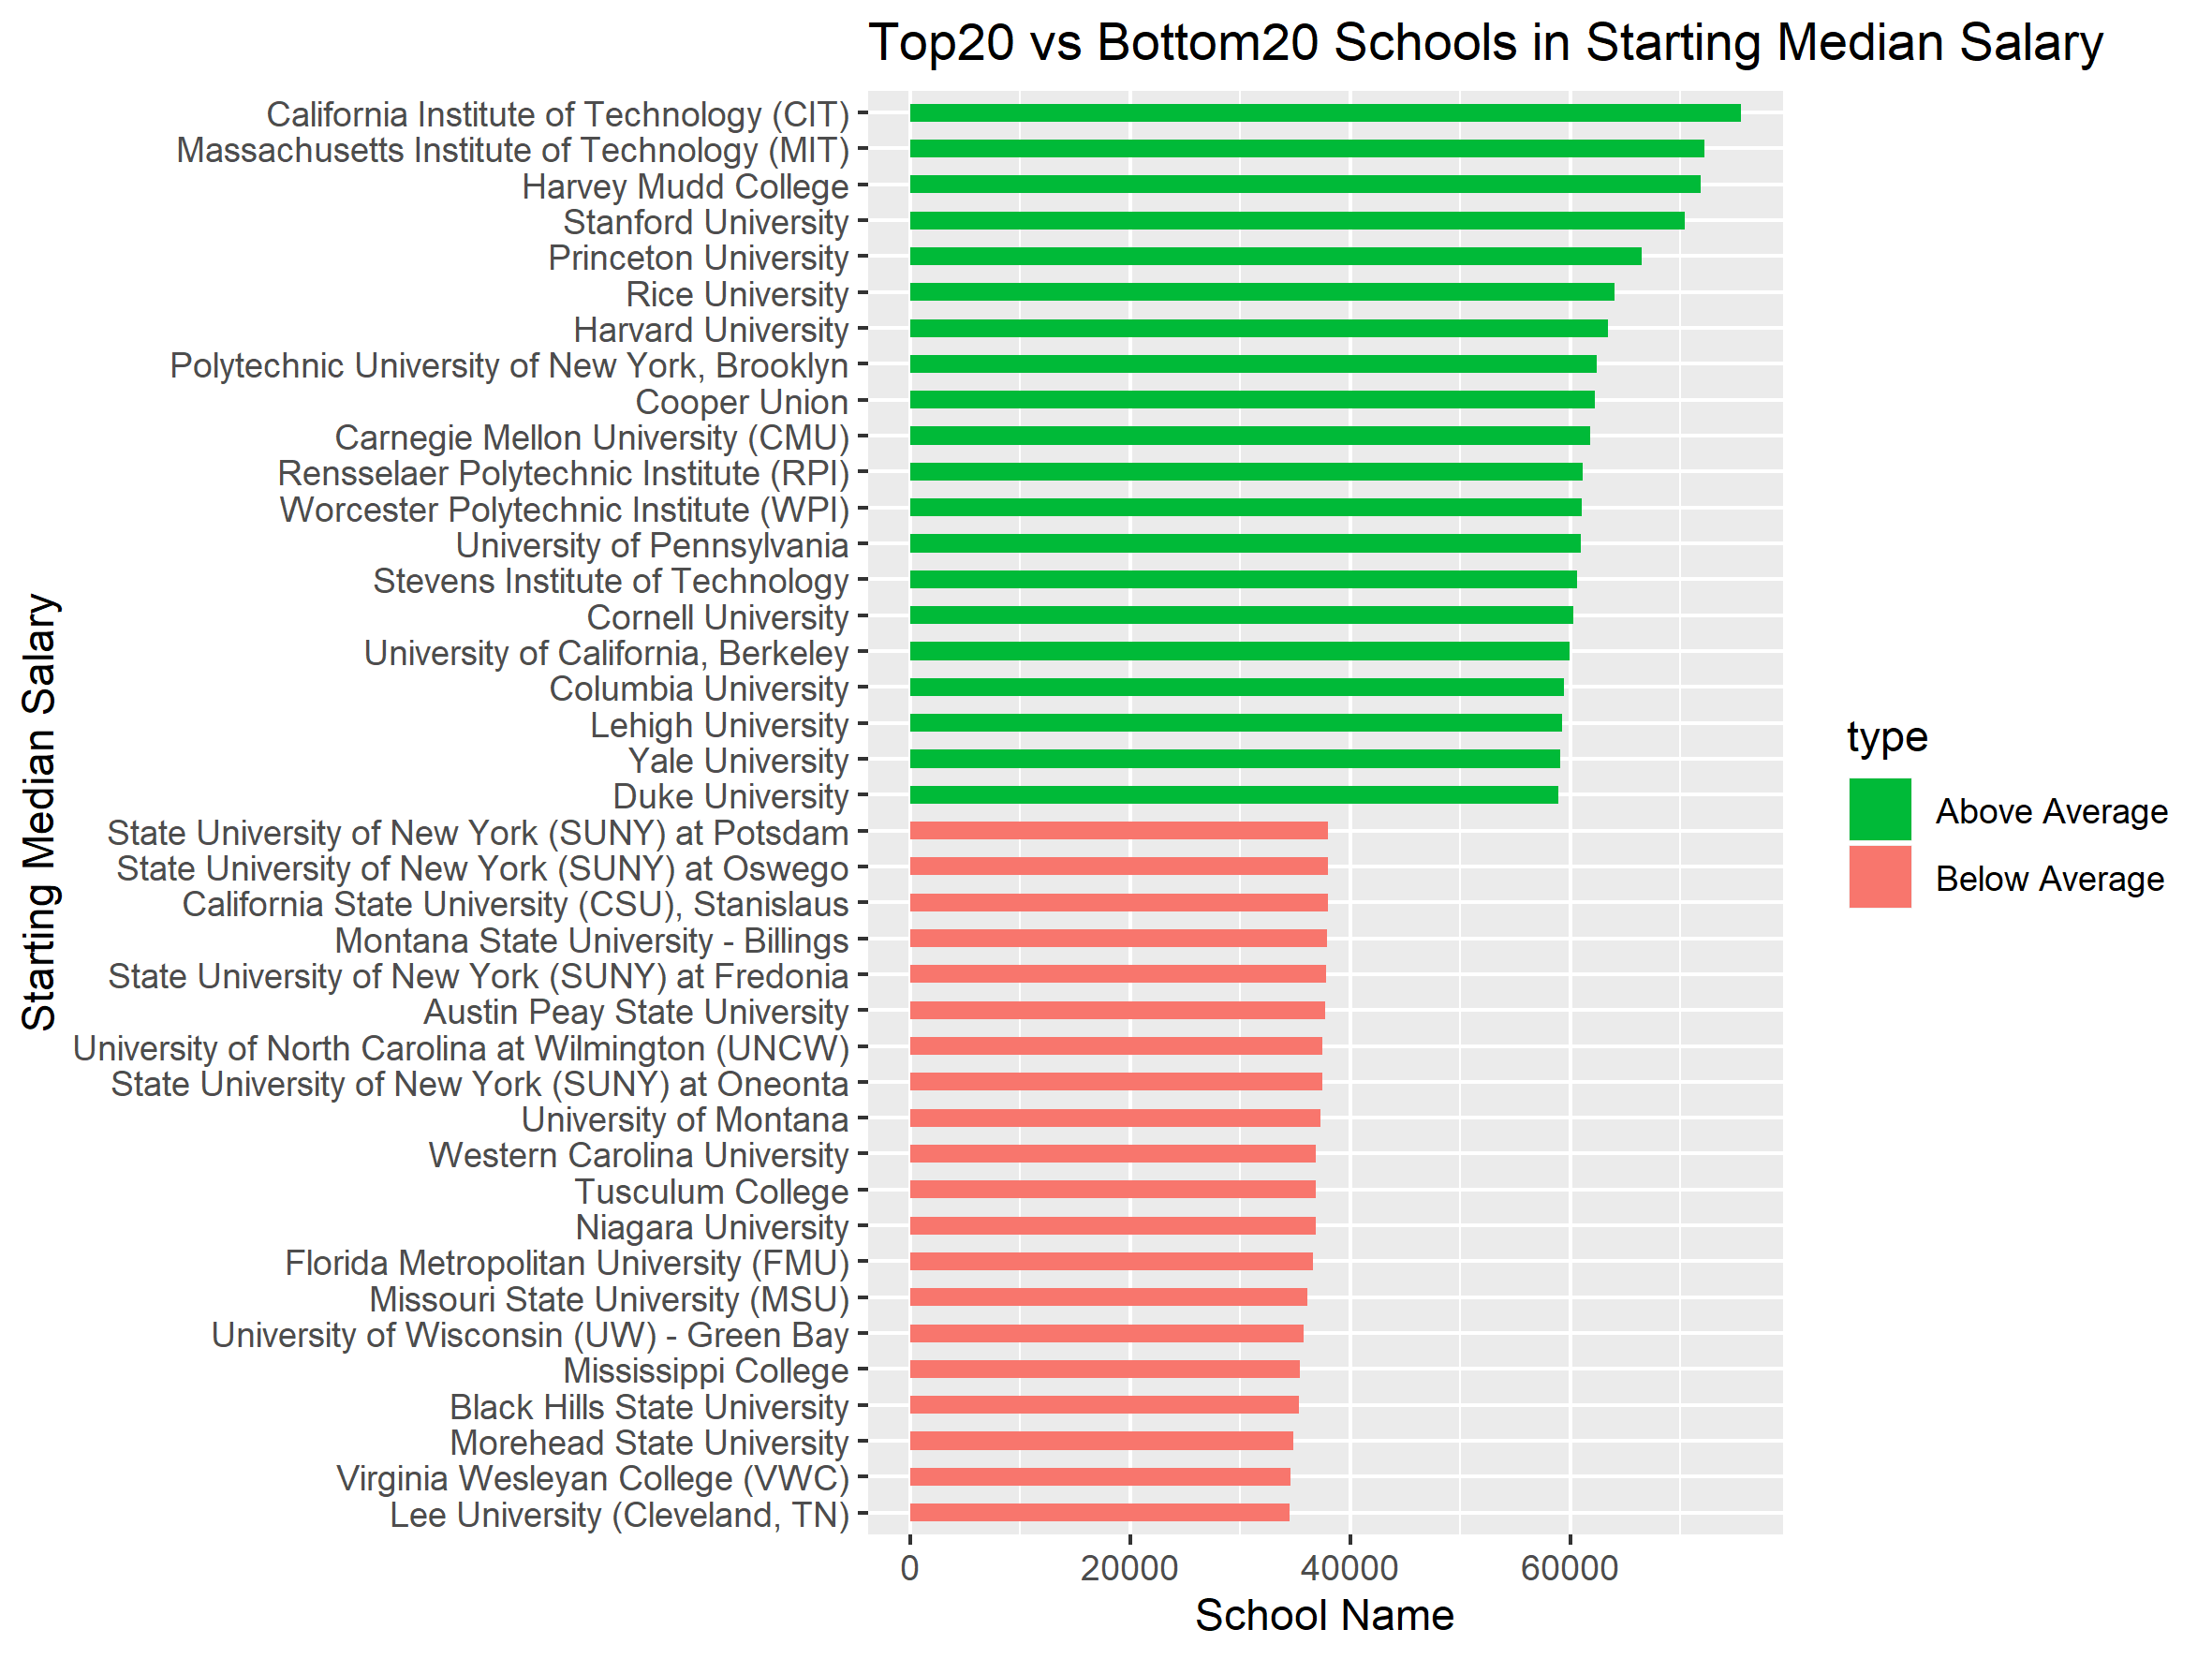 Top20 vs Bottom20 Schools in Starting Median Salary
California Institute of Technology (CIT)
Massachusetts Institute of Technology (MIT)
Harvey Mudd College
Stanford University
Princeton University
Rice University
Harvard University
Polytechnic University of New York, Brooklyn
Cooper Union
Carnegie Mellon University (CMU)
Rensselaer Polytechnic Institute (RPI)
Worcester Polytechnic Institute (WPI)
University of Pennsylvania
Stevens Institute of Technology
Cornell University
University of California, Berkeley
Columbia University
Lehigh University
Yale University
Duke University
State University of New York (SUNY) at Potsdam
State University of New York (SUNY) at Oswego
California State University (CSU), Stanislaus
Montana State University - Billings
State University of New York (SUNY) at Fredonia
Austin Peay State University
University of North Carolina at Wilmington (UNCW)
State University of New York (SUNY) at Oneonta
University of Montana
Western Carolina University
Tusculum College
Niagara University
Florida Metropolitan University (FMU)
Missouri State University (MSU)
University of Wisconsin (UW) - Green Bay
Mississippi College
Black Hills State University
Morehead State University
Virginia Wesleyan College (VWC)
Lee University (Cleveland, TN)
Starting Median Salary
0 20000 40000 60000
School Name
type
Above Average
Below Average